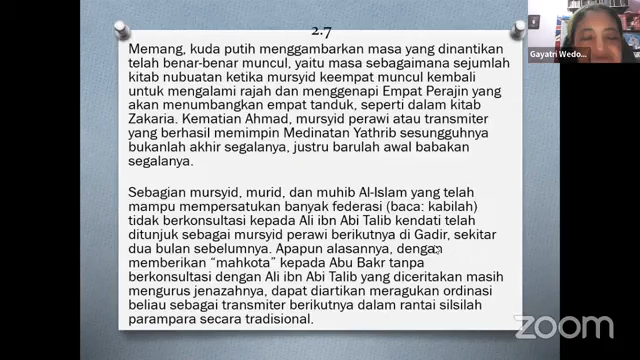 2.7
Memang, kuda putih menggambarkan masa yang dinantikan
telah benar-benar muncul, yaitu masa sebagaimana sejumlah
kitab nubuatan ketika mursyid keempat muncul kembali
untuk mengalami rajah dan menggenapi Empat Perajin yang
akan menumbangkan empat tanduk, seperti dalam kitab
Zakaria. Kematian Ahmad, mursyid perawi atau transmiter
yang berhasil memimpin Medinatan Yathrib sesungguhnya
bukanlah akhir segalanya, justru barulah awal babakan
segalanya.
Sebagian mursyid, murid, dan muhib Al-Islam yang telah
mampu mempersatukan banyak federasi (baca: kabilah)
tidak berkonsultasi kepada Ali ibn Abi Talib kendati telah
ditunjuk sebagai mursyid perawi berikutnya di Gadir, sekitar
dua bulan sebelumnya. Apapun alasannya, dengan
memberikan “mahkota” kepada Abu Bakr tanpa
berkonsultasi dengan Ali ibn Abi Talib yang diceritakan masih
mengurus jenazahnya, dapat diartikan meragukan ordinasi
beliau sebagai transmiter berikutnya dalam rantai silsilah
parampara secara tradisional.
Gayatri Wedo...
zoom